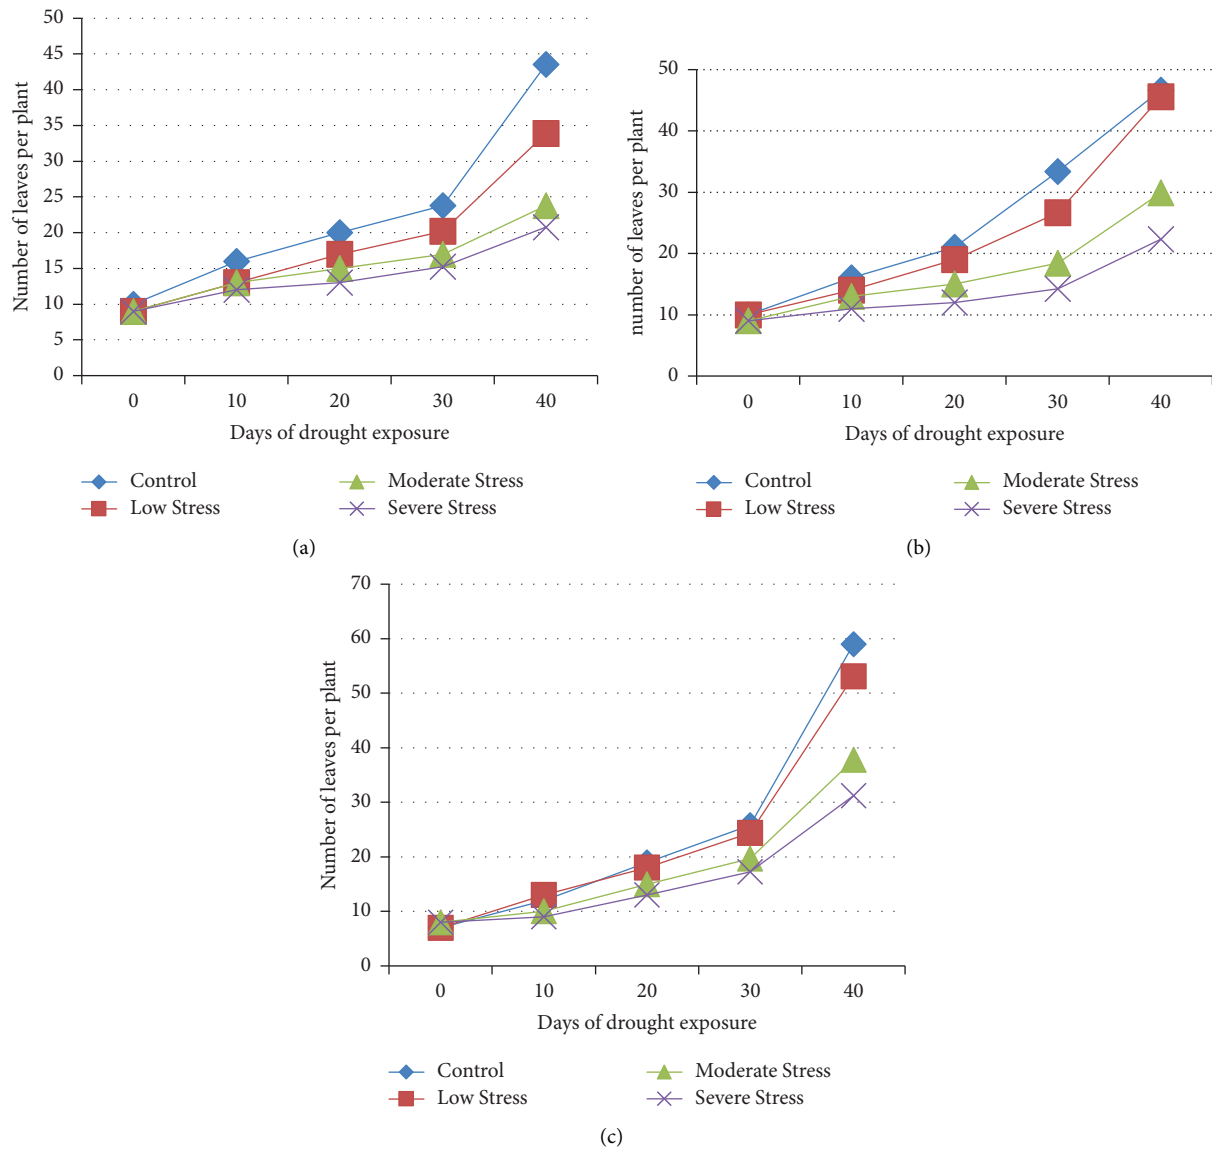 Number of leaves per plant
50
45
40
35
30
25
20
15
10
5
0
0 10 20 30 40
Days of drought exposure
Control
Low Stress
Moderate Stress
Severe Stress
(a)
number of leaves per plant
50
40
30
20
10
0
0 10 20 30 40
Days of drought exposure
Control
Low Stress
Moderate Stress
Severe Stress
(b)
Number of leaves per plant
70
60
50
40
30
20
10
0
0 10 20 30 40
Days of drought exposure
Control
Low Stress
Moderate Stress
Severe Stress
(c)